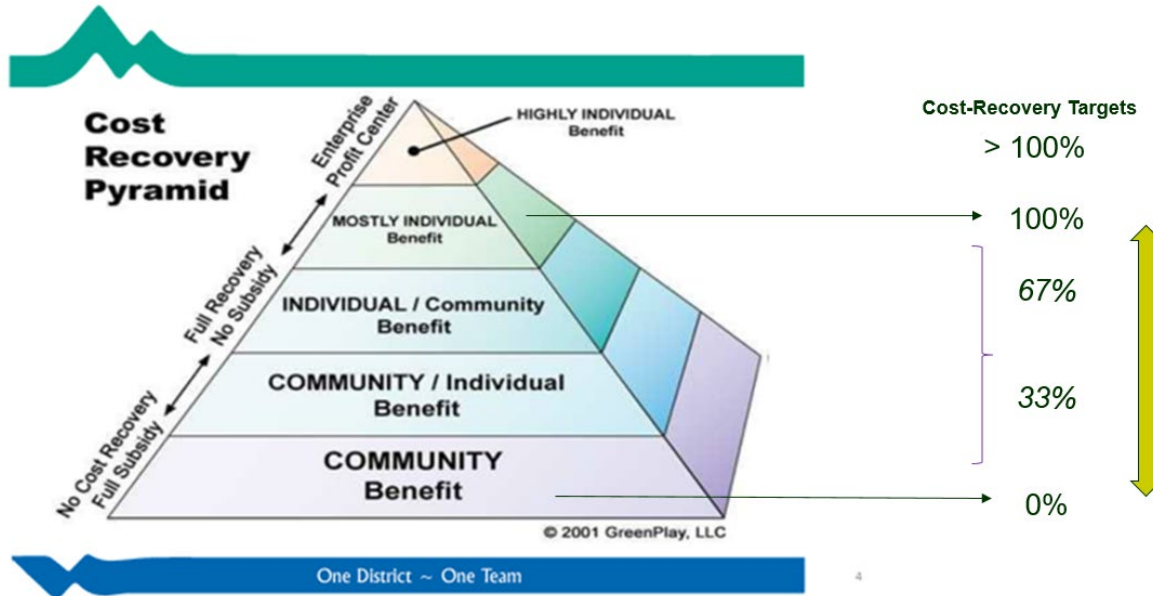 Cost
Recovery
Pyramid
Enterprise
Profit Center
Full Recovery
No Subsidy
No Cost Recovery
Full Subsidy
HIGHLY INDIVIDUAL
Benefit
MOSTLY INDIVIDUAL
Benefit
INDIVIDUAL / Community
Benefit
COMMUNITY / Individual
Benefit
COMMUNITY
Benefit
© 2001 GreenPlay, LLC
Cost-Recovery Targets
> 100%
100%
67%
33%
0%
One District ~ One Team
4